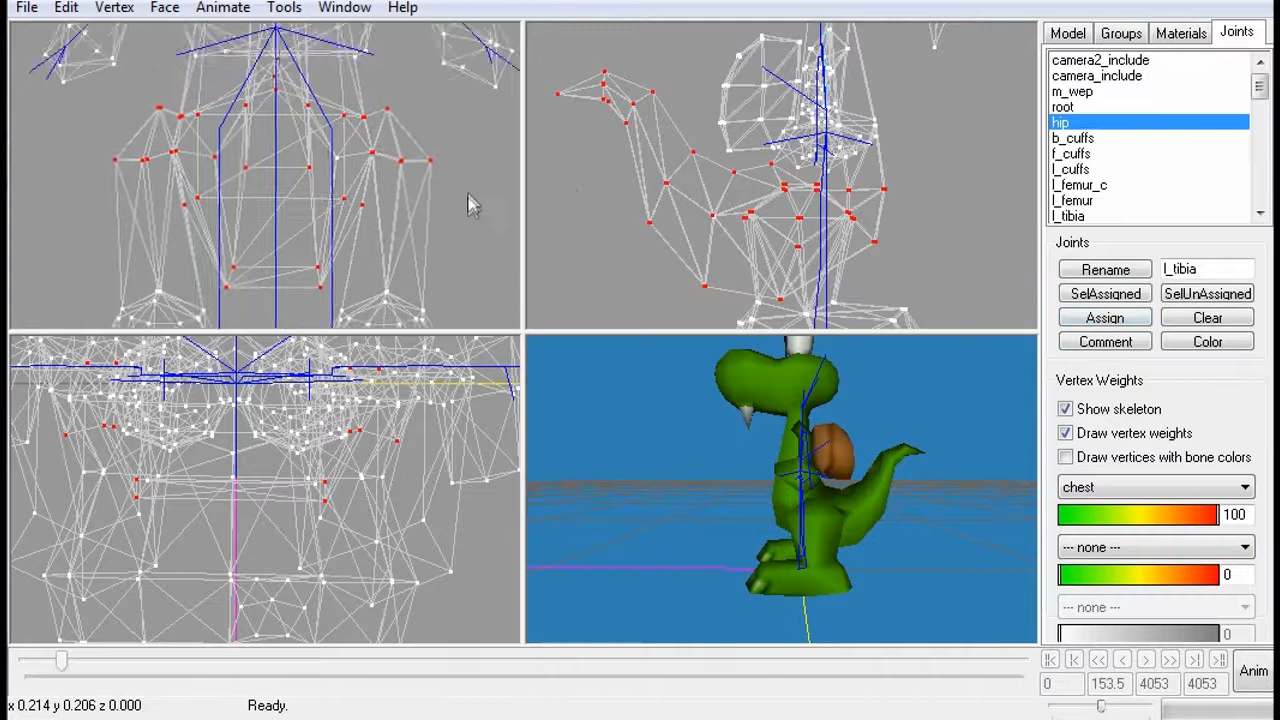 File Edit Vertex Face Animate Tools Window Help
Model Groups Materials Joints
camera2_include
camera_include
m_wep
root
hip
b_cuffs
f_cuffs
l_cuffs
l_femur_c
l_femur
l_tibia
Joints
Rename l_tibia
SelAssigned SelUnAssigned
Assign Clear
Comment Color
Vertex Weights
Show skeleton
Draw vertex weights
Draw vertices with bone colors
chest
100
--- none ---
0
--- none ---
0
0 153.5 4053 4053 Anim
x 0.214 y 0.206 z 0.000 Ready.